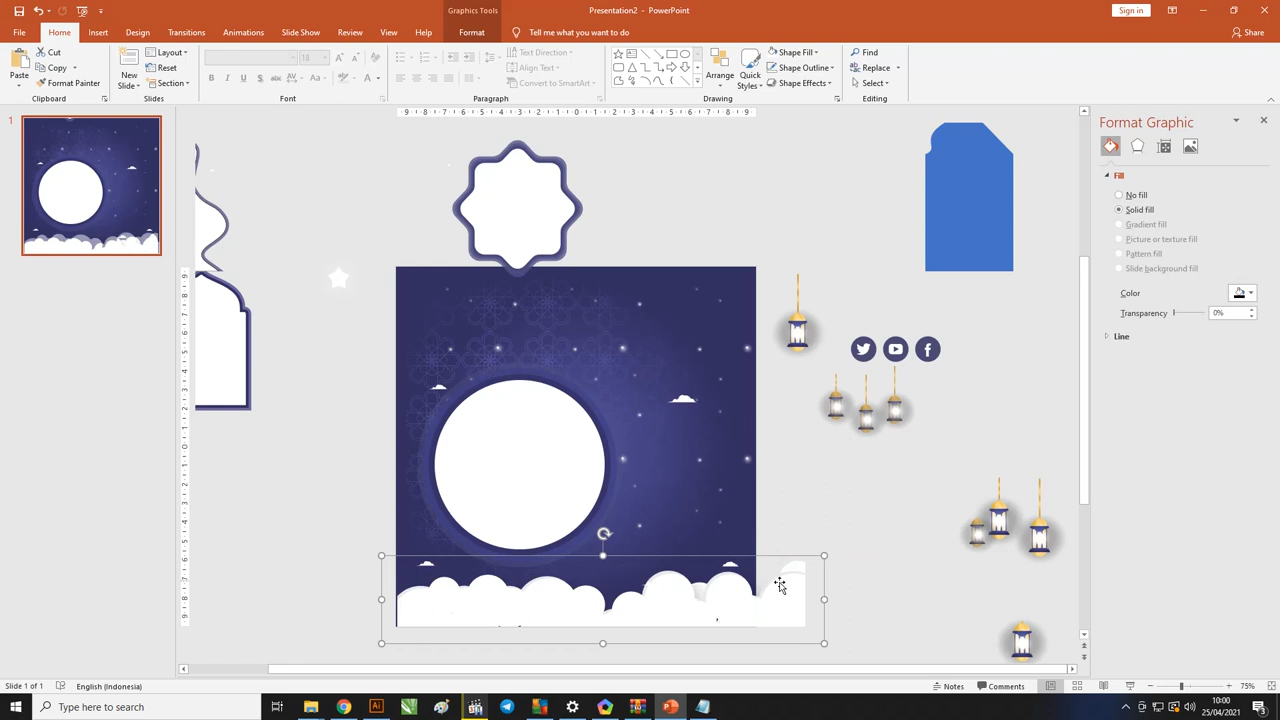 Graphics Tools
Presentation2 - PowerPoint
Sign in
File
Home
Insert
Design
Transitions
Animations
Slide Show
Review
View
Help
Format
Tell me what you want to do
Share
Paste
Cut
Copy
Format Painter
Clipboard
New
Slide
Layout
Reset
Section
Slides
18
Font
Text Direction
Align Text
Convert to SmartArt
Paragraph
Arrange
Quick
Styles
Shape Fill
Shape Outline
Shape Effects
Drawing
Find
Replace
Select
Editing
1
Format Graphic
Fill
No fill
Solid fill
Gradient fill
Picture or texture fill
Pattern fill
Slide background fill
Color
Transparency
0%
Line
Slide 1 of 1
English (Indonesia)
Notes
Comments
75%
Type here to search
10:00
25/04/2021